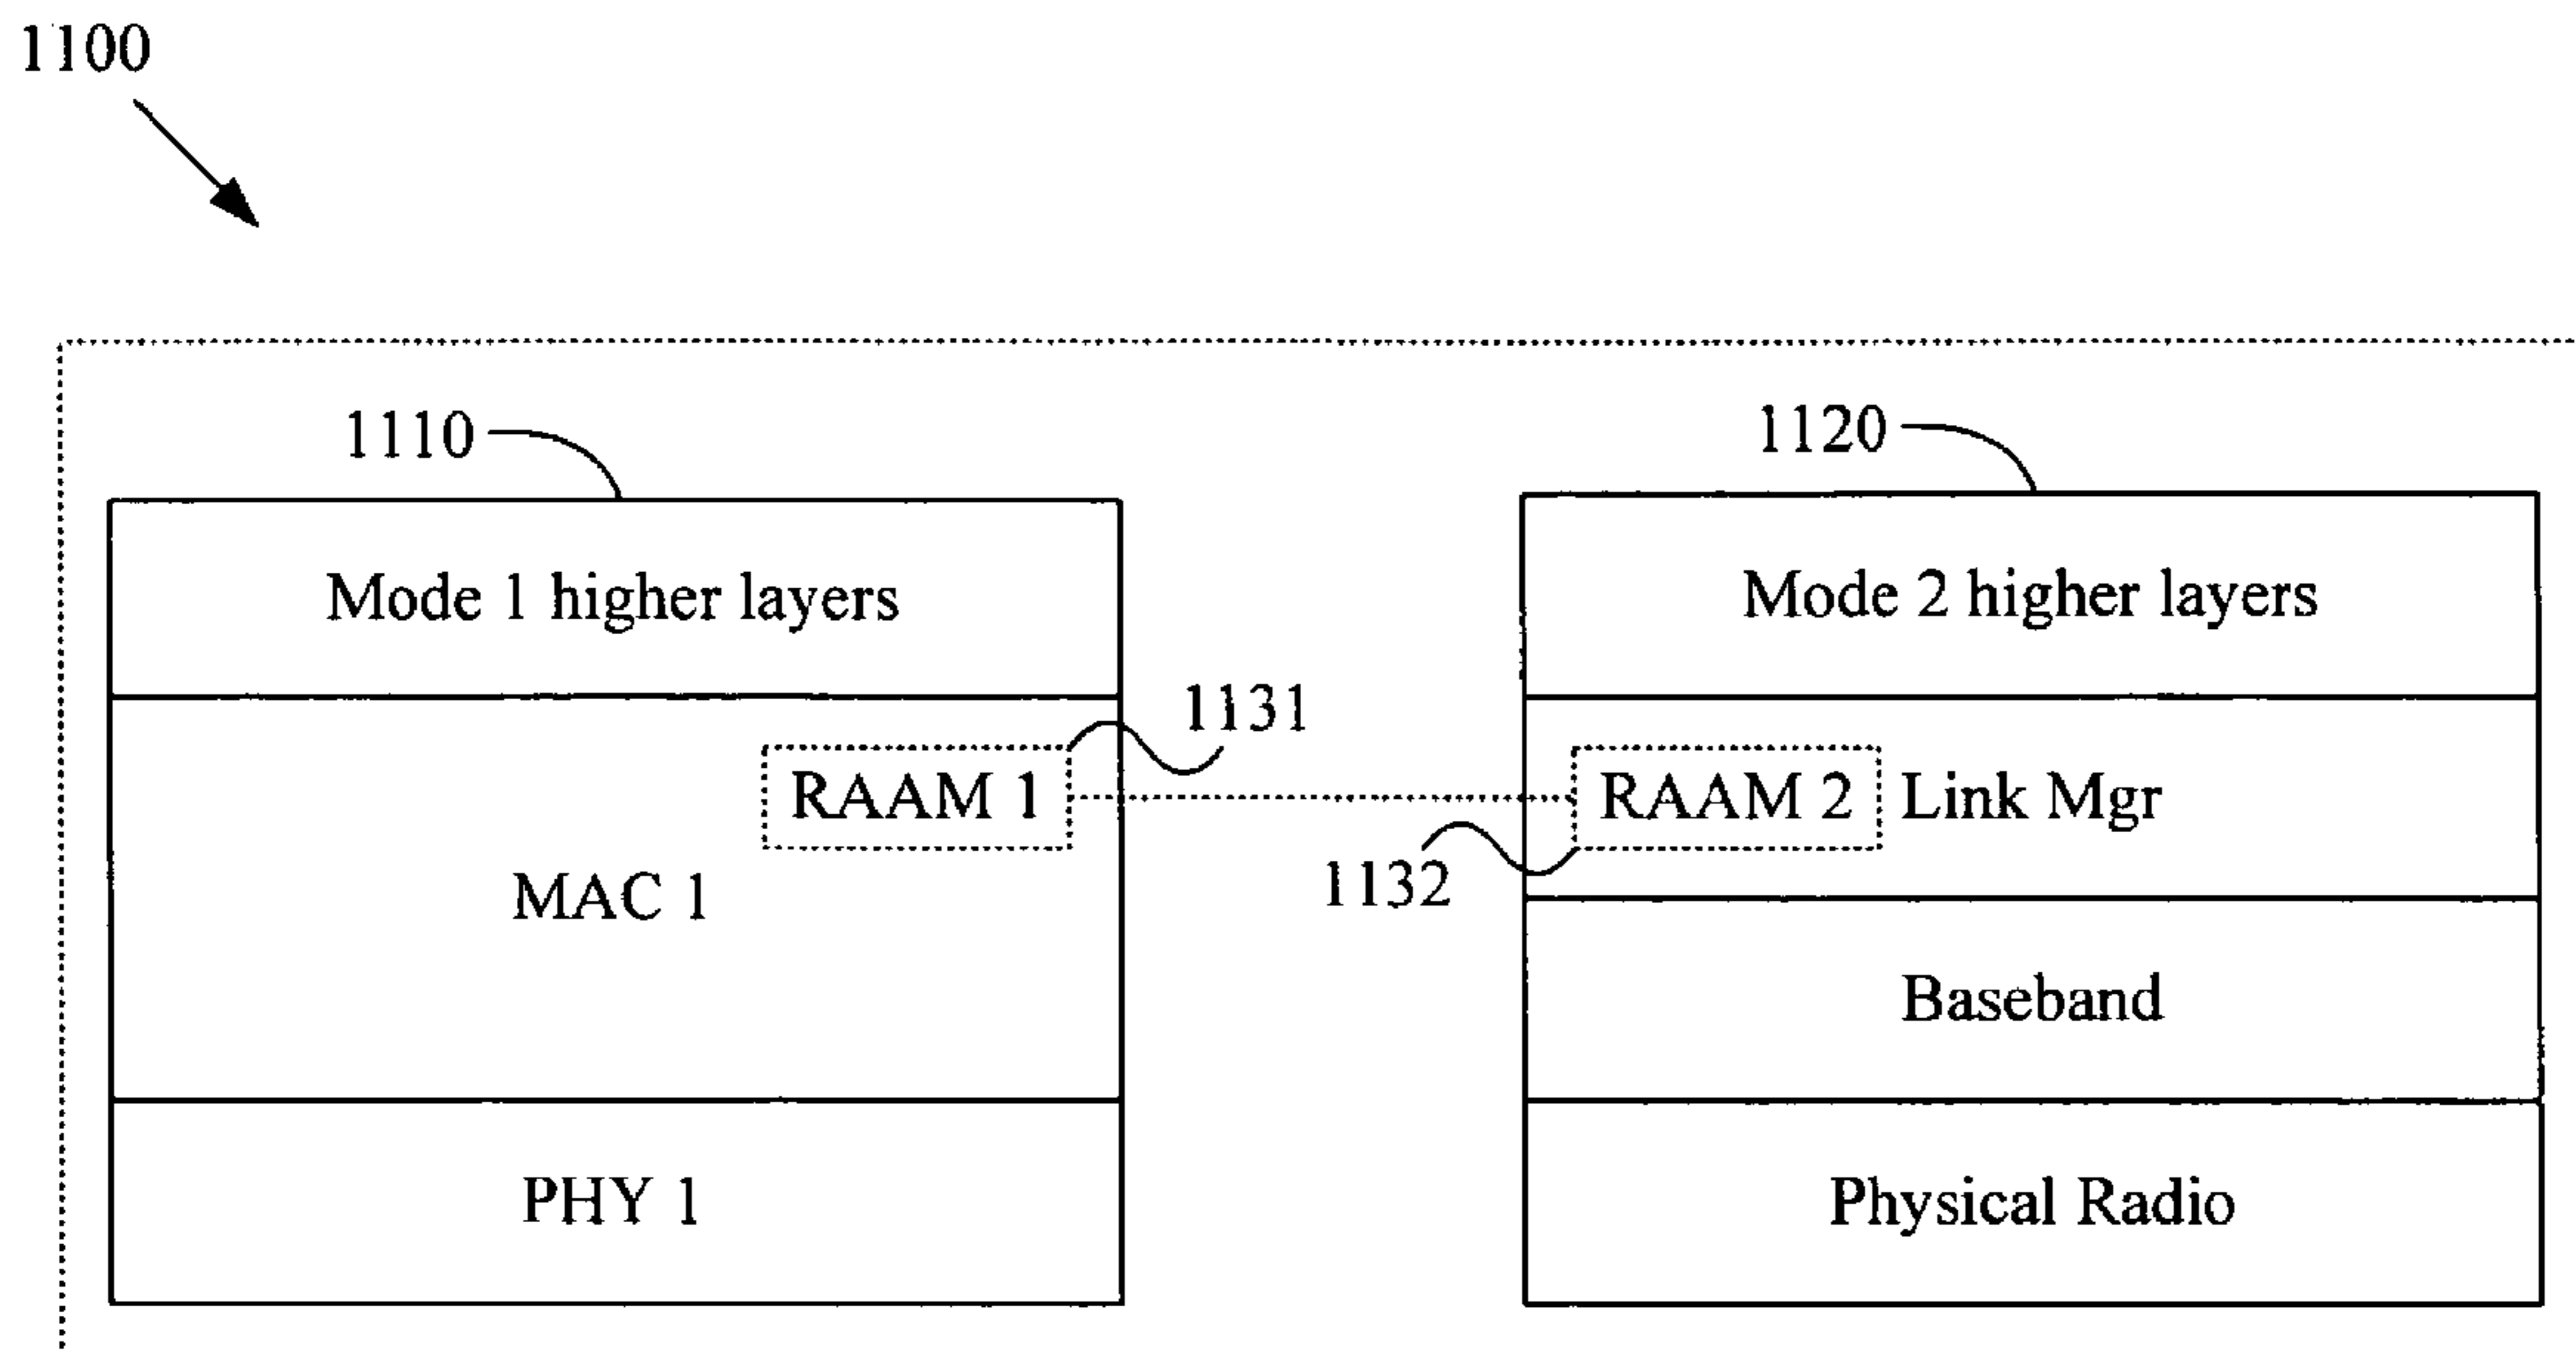 1100
1110
1120
Mode 1 higher layers
Mode 2 higher layers
1131
RAAM 1
RAAM 2 Link Mgr
1132
MAC 1
Baseband
PHY 1
Physical Radio